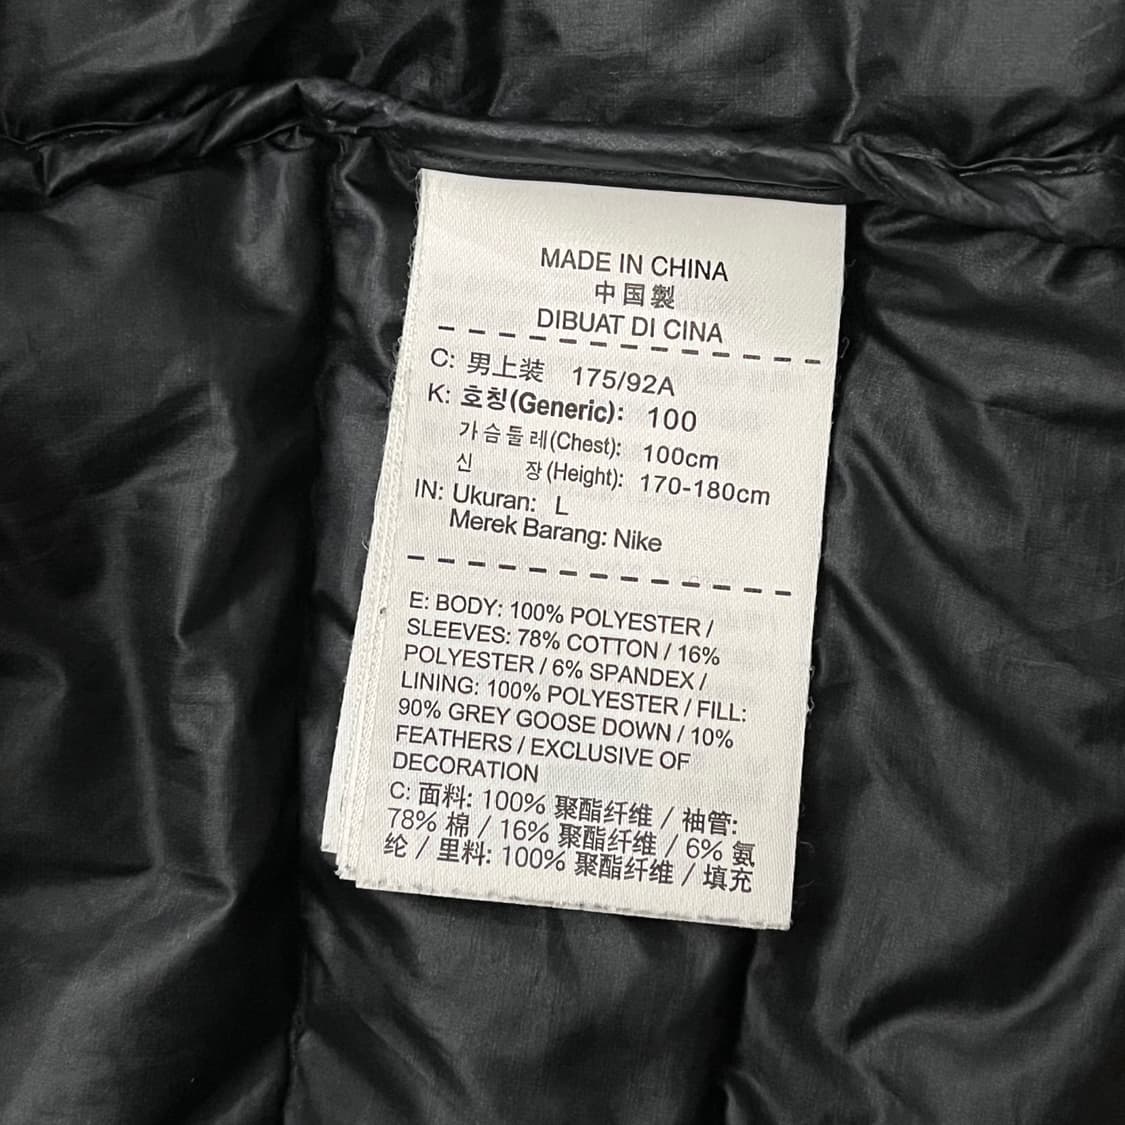 MADE IN CHINA
中国製
DIBUAT DI CINA
C: 男上装 175/92A
K: 호칭(Generic): 100
가슴둘레(Chest): 100cm
신 장(Height): 170-180cm
IN: Ukuran: L
Merek Barang: Nike
E: BODY: 100% POLYESTER /
SLEEVES: 78% COTTON / 16%
POLYESTER / 6% SPANDEX /
LINING: 100% POLYESTER / FILL:
90% GREY GOOSE DOWN / 10%
FEATHERS / EXCLUSIVE OF
DECORATION
C: 面料: 100% 聚酯纤维 / 袖管:
78% 棉 / 16% 聚酯纤维 / 6% 氨
纶 / 里料: 100% 聚酯纤维 / 填充